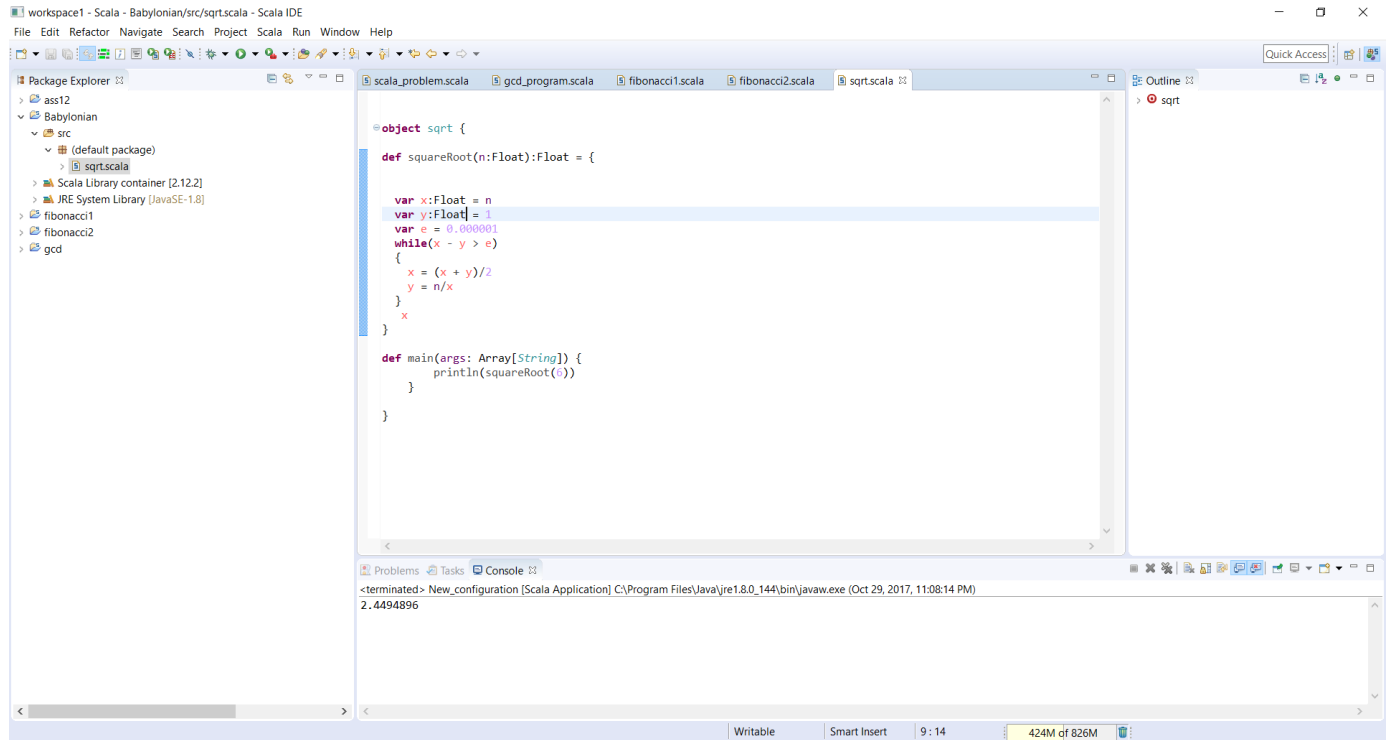 workspace1 - Scala - Babylonian/src/sqrt.scala - Scala IDE
File Edit Refactor Navigate Search Project Scala Run Window Help
Quick Access
Package Explorer
ass12
Babylonian
src
(default package)
sqrt.scala
Scala Library container [2.12.2]
JRE System Library [JavaSE-1.8]
fibonacci1
fibonacci2
gcd
scala_problem.scala gcd_program.scala fibonacci1.scala fibonacci2.scala sqrt.scala
object sqrt {
def squareRoot(n:Float):Float = {
var x:Float = n
var y:Float = 1
var e = 0.000001
while(x - y > e)
{
x = (x + y)/2
y = n/x
}
x
}
def main(args: Array[String]) {
println(squareRoot(6))
}
}
Outline
sqrt
Problems Tasks Console
<terminated> New_configuration [Scala Application] C:\Program Files\Java\jre1.8.0_144\bin\javaw.exe (Oct 29, 2017, 11:08:14 PM)
2.4494896
Writable Smart Insert 9 : 14 424M of 826M